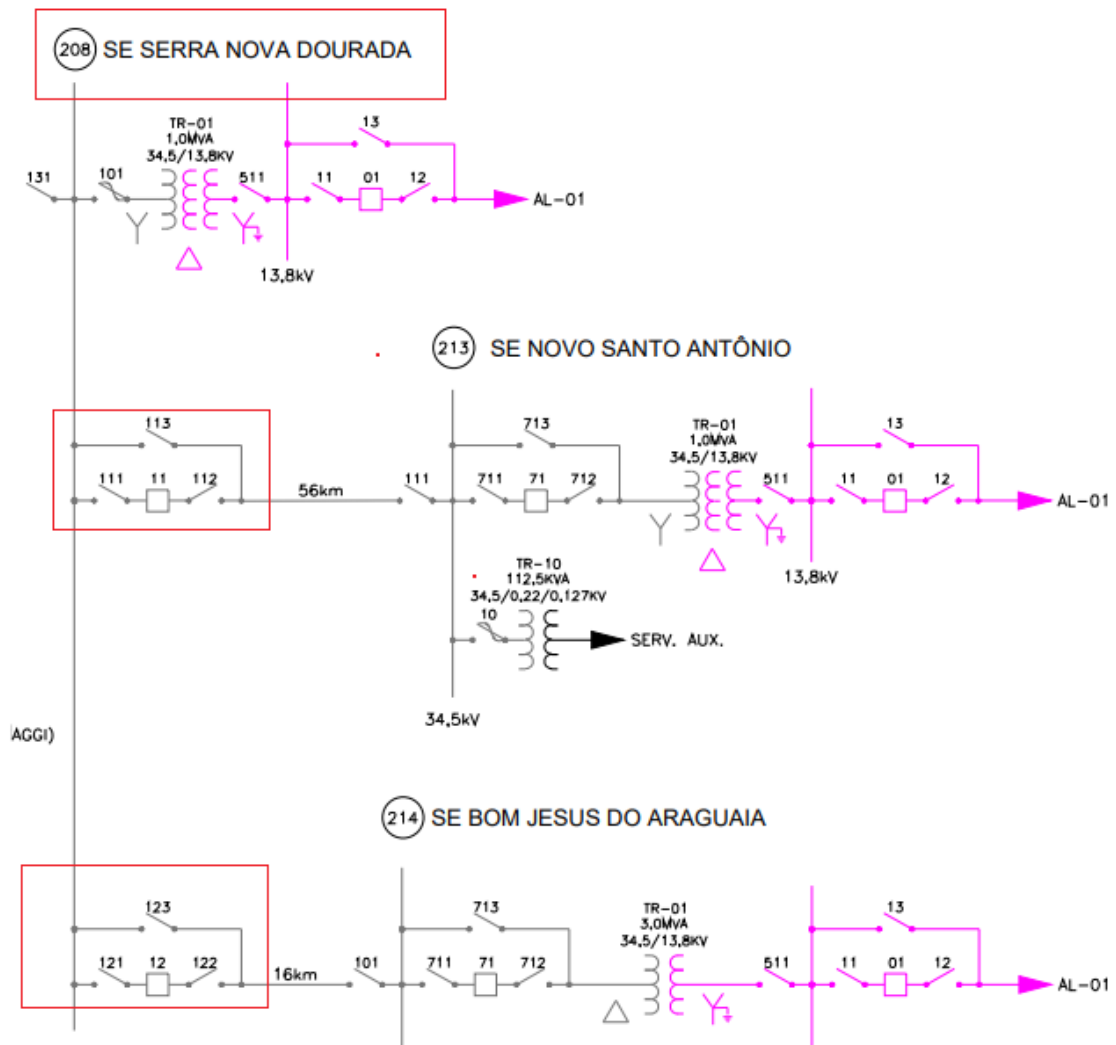 208 SE SERRA NOVA DOURADA
TR-01
1,0MVA
34,5/13,8KV
13
131
101
511
11
01
12
AL-01
13,8kV
213 SE NOVO SANTO ANTÔNIO
113
111
11
112
56km
111
713
711
71
712
TR-01
1,0MVA
34,5/13,8KV
511
13
11
01
12
AL-01
13,8kV
TR-10
112,5KVA
34,5/0,22/0,127KV
10
SERV. AUX.
34,5kV
AGGI)
214 SE BOM JESUS DO ARAGUAIA
123
121
12
122
16km
101
713
711
71
712
TR-01
3,0MVA
34,5/13,8KV
511
13
11
01
12
AL-01